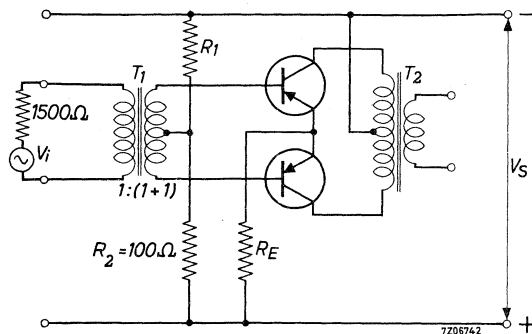 R1
T1
T2
1500Ω
Vi
VS
1:(1+1)
R2 = 100Ω
RE
7Z06742
− 
+